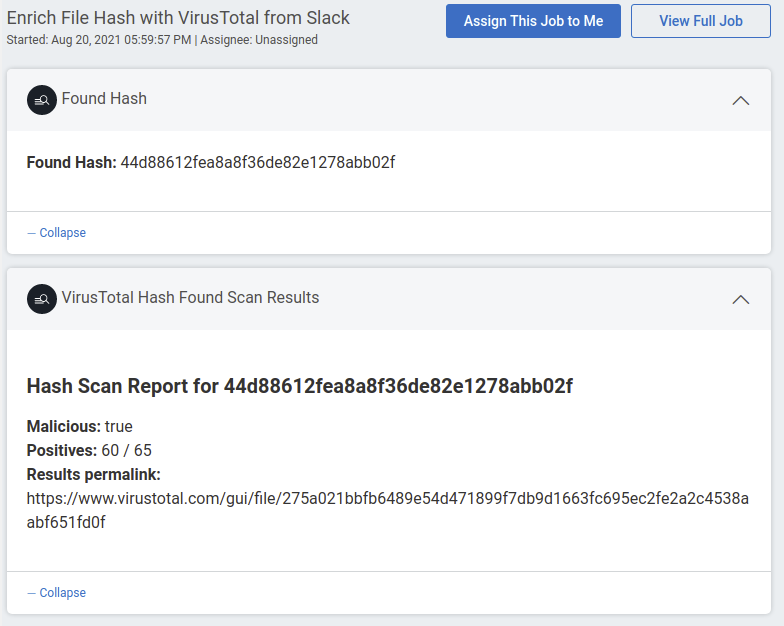 Enrich File Hash with VirusTotal from Slack
Started: Aug 20, 2021 05:59:57 PM | Assignee: Unassigned
Assign This Job to Me
View Full Job
Found Hash
Found Hash: 44d88612fea8a8f36de82e1278abb02f
— Collapse
VirusTotal Hash Found Scan Results
Hash Scan Report for 44d88612fea8a8f36de82e1278abb02f
Malicious: true
Positives: 60 / 65
Results permalink:
https://www.virustotal.com/gui/file/275a021bbfb6489e54d471899f7db9d1663fc695ec2fe2a2c4538a
abf651fd0f
— Collapse